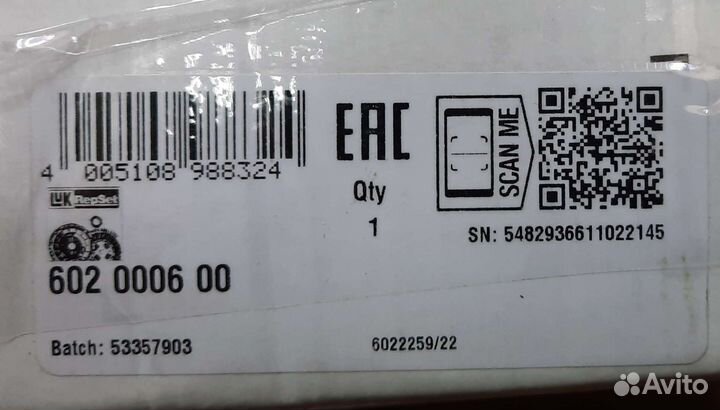 4 005108 988324
EAC
Qty
1
SCAN ME
SN: 5482936611022145
LUK RepSet
602 0006 00
Batch: 53357903
6022259/22
Avito